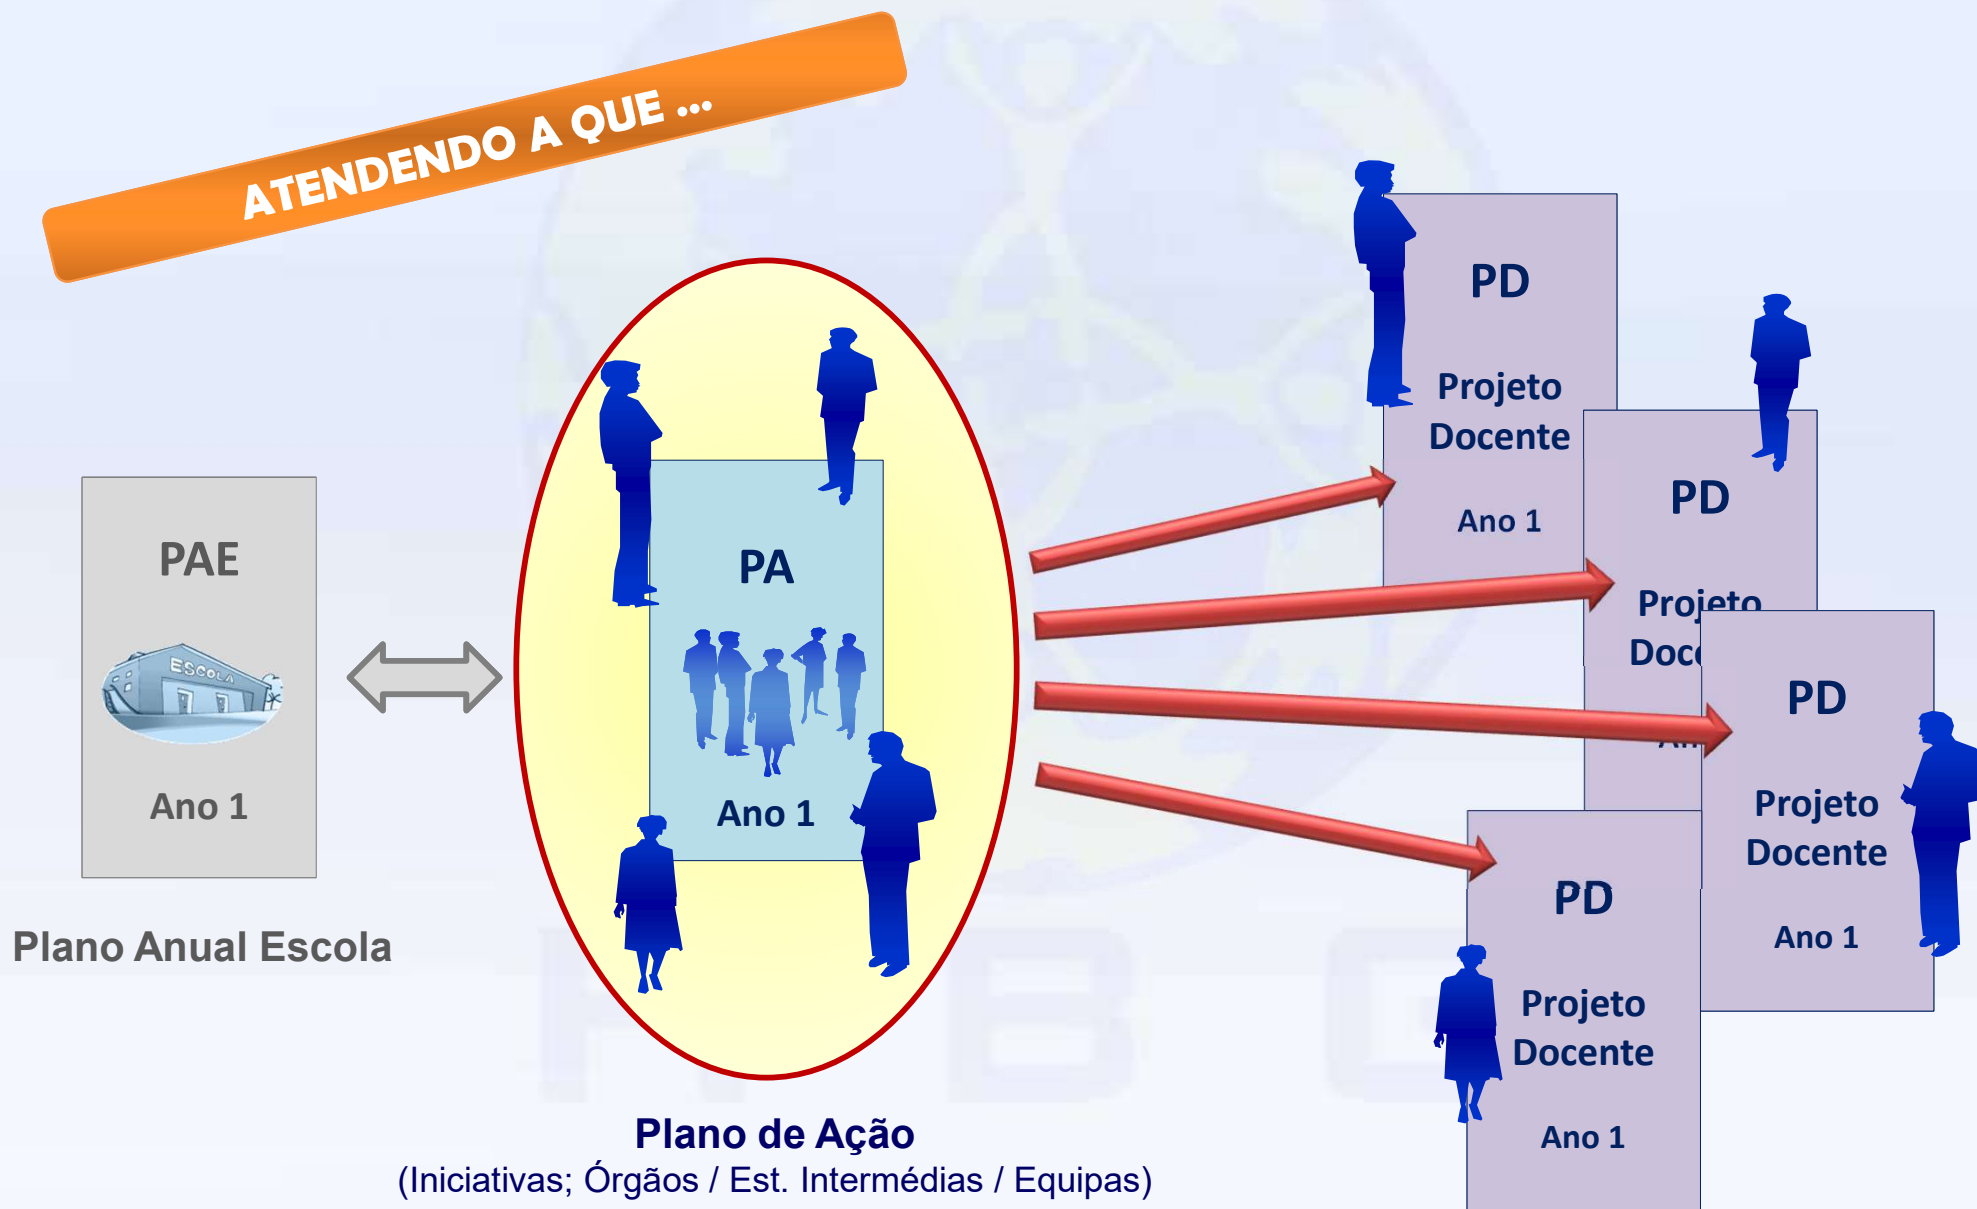 ATENDENDO A QUE ...
PAE
ESCOLA
Ano 1
Plano Anual Escola
PA
Ano 1
Plano de Ação
(Iniciativas; Órgãos / Est. Intermédias / Equipas)
PD
Projeto
Docente
Ano 1
PD
Projeto
PD
Projeto
Docente
Ano 1
PD
Projeto
Docente
Ano 1